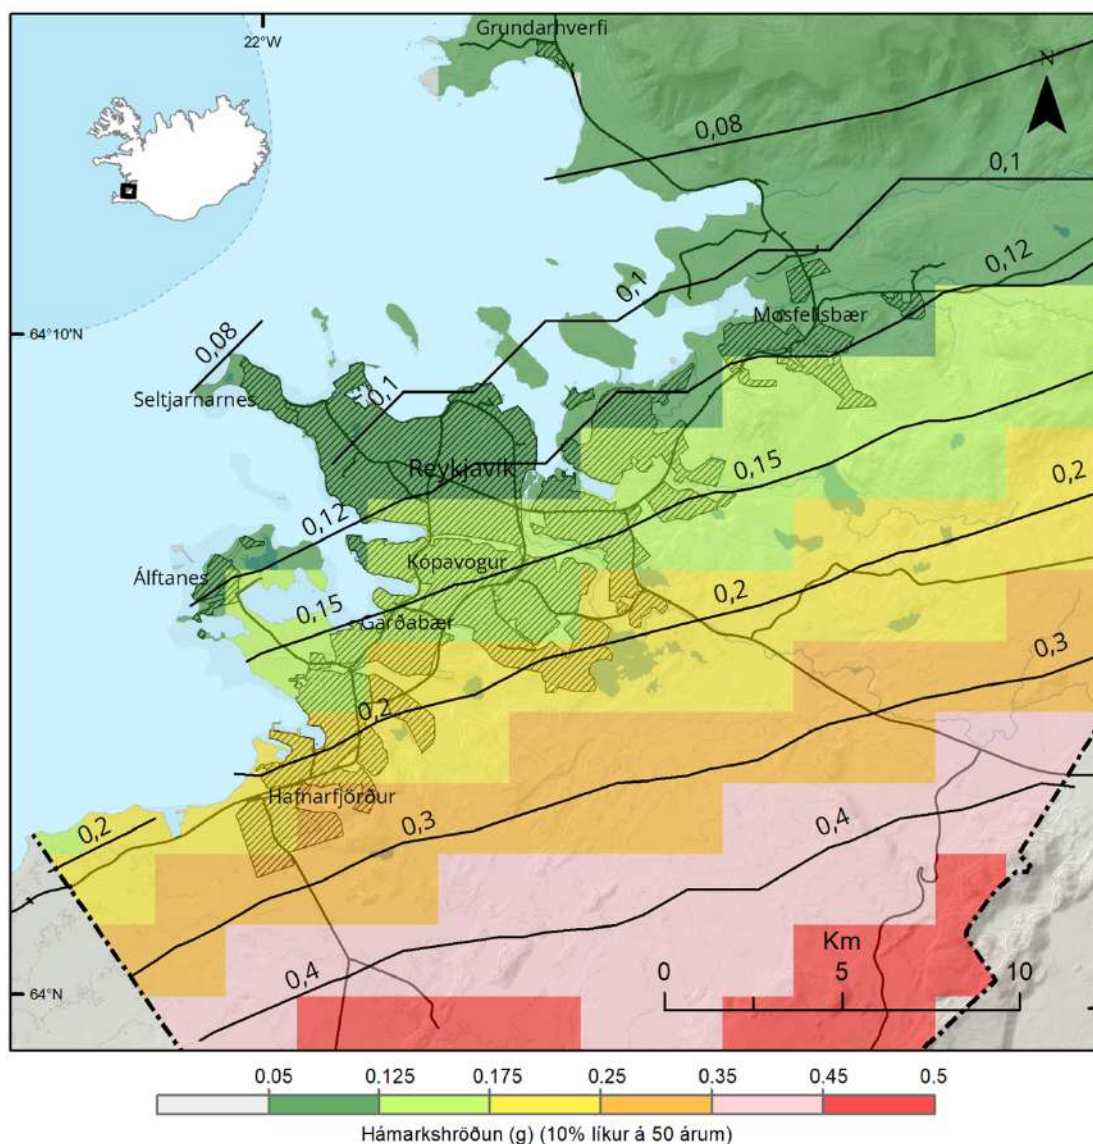 Grundarhverfi
22°W
N
0,08
0,1
0,12
0,1
Mosfellsbær
64°10'N
0,08
Seltjarnarnes
0,1
Reykjavík
0,15
0,2
0,12
Kópavogur
Álftanes
0,2
0,15
Garðabær
0,3
0,2
Hafnarfjörður
0,2
0,3
0,4
Km
0 5 10
0,4
64°N
0.05 0.125 0.175 0.25 0.35 0.45 0.5
Hámarkshröðun (g) (10% líkur á 50 árum)